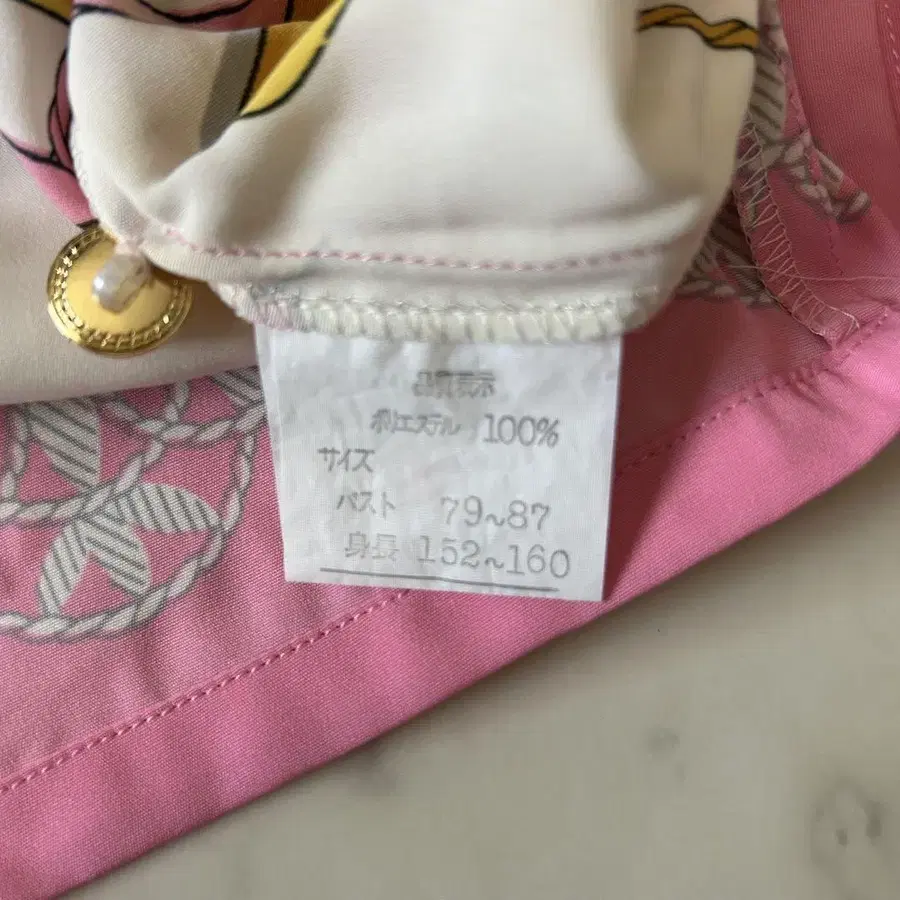 品質表示
ポリエステル 100%
サイズ
バスト 79~87
身長 152~160